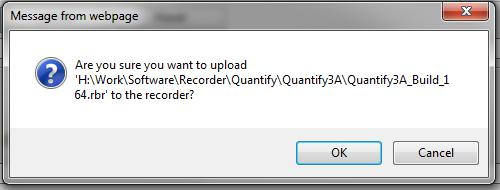 Message from webpage
Are you sure you want to upload
'H:\Work\Software\Recorder\Quantify\Quantify3A\Quantify3A_Build_1
64.rbr' to the recorder?
OK
Cancel